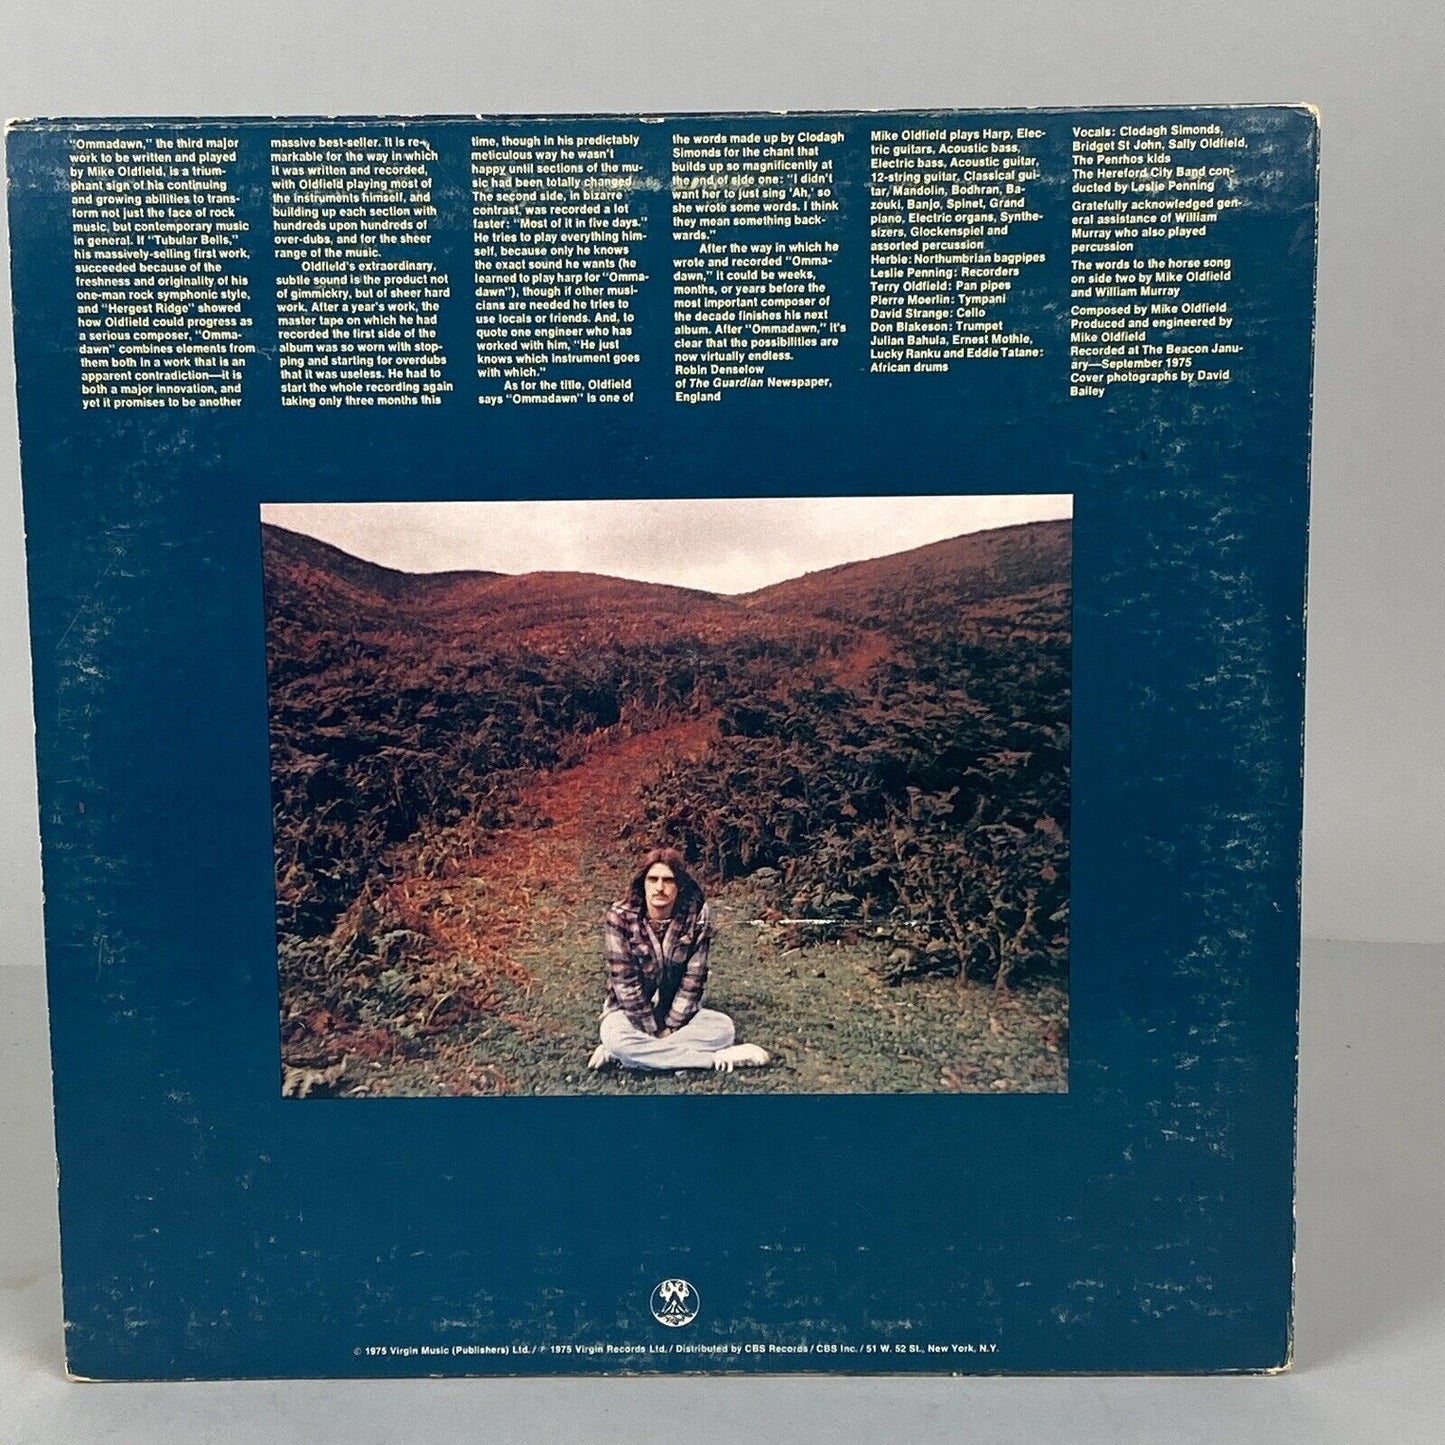 "Ommadawn," the third major
work to be written and played
by Mike Oldfield, is a trium-
phant sign of his continuing
and growing abilities to trans-
form not just the face of rock
music, but contemporary music
in general. If "Tubular Bells,"
his massively-selling first work,
succeeded because of the
freshness and originality of his
one-man rock symphonic style,
and "Hergest Ridge" showed
how Oldfield could progress as
a serious composer, "Omma-
dawn" combines elements from
them both in a work that is an
apparent contradiction—it is
both a major innovation, and
yet it promises to be another
massive best-seller. It is re-
markable for the way in which
it was written and recorded,
with Oldfield playing most of
the instruments himself, and
building up each section with
hundreds upon hundreds of
over-dubs, and for the sheer
range of the music.
Oldfield's extraordinary,
subtle sound is the product not
of gimmickry, but of sheer hard
work. After a year's work, the
master tape on which he had
recorded the first side of the
album was so worn with stop-
ping and starting for overdubs
that it was useless. He had to
start the whole recording again
taking only three months this
time, though in his predictably
meticulous way he wasn't
happy until sections of the mu-
sic had been totally changed.
The second side, in bizarre
contrast, was recorded a lot
faster: "Most of it in five days."
He tries to play everything him-
self, because only he knows
the exact sound he wants (he
learned to play harp for "Omma-
dawn"), though if other musi-
cians are needed he tries to
use locals or friends. And, to
quote one engineer who has
worked with him, "He just
knows which instrument goes
with which."
As for the title, Oldfield
says "Ommadawn" is one of
the words made up by Clodagh
Simonds for the chant that
builds up so magnificently at
the end of side one: "I didn't
want her to just sing 'Ah,' so
she wrote some words. I think
they mean something back-
wards."
After the way in which he
wrote and recorded "Omma-
dawn," it could be weeks,
months, or years before the
most important composer of
the decade finishes his next
album. After "Ommadawn," it's
clear that the possibilities are
now virtually endless.
Robin Denselow
of The Guardian Newspaper,
England
Mike Oldfield plays Harp, Elec-
tric guitars, Acoustic bass,
Electric bass, Acoustic guitar,
12-string guitar, Classical gui-
tar, Mandolin, Bodhran, Ba-
zouki, Banjo, Spinet, Grand
piano, Electric organs, Synthe-
sizers, Glockenspiel and
assorted percussion
Herbie: Northumbrian bagpipes
Leslie Penning: Recorders
Terry Oldfield: Pan pipes
Pierre Moerlin: Tympani
David Strange: Cello
Don Blakeson: Trumpet
Julian Bahula, Ernest Mothle,
Lucky Ranku and Eddie Tatane:
African drums
Vocals: Clodagh Simonds,
Bridget St John, Sally Oldfield,
The Penrhos kids
The Hereford City Band con-
ducted by Leslie Penning
Gratefully acknowledged gen-
eral assistance of William
Murray who also played
percussion
The words to the horse song
on side two by Mike Oldfield
and William Murray
Composed by Mike Oldfield
Produced and engineered by
Mike Oldfield
Recorded at The Beacon Janu-
ary—September 1975
Cover photographs by David
Bailey
Virgin
© 1975 Virgin Music (Publishers) Ltd. / ℗ 1975 Virgin Records Ltd. / Distributed by CBS Records / CBS Inc. / 51 W. 52 St., New York, N.Y.